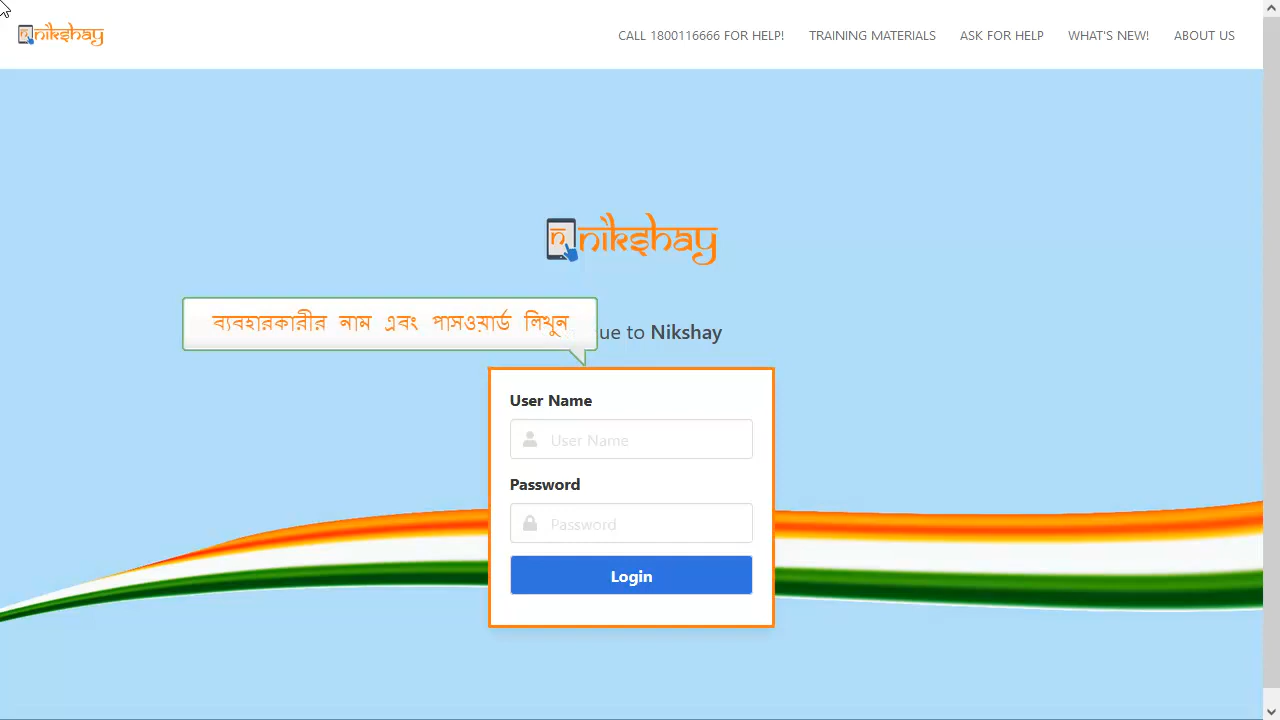 nikshay
CALL 1800116666 FOR HELP! TRAINING MATERIALS ASK FOR HELP WHAT'S NEW! ABOUT US
nikshay
ব্যবহারকারীর নাম এবং পাসওয়ার্ড লিখুন
ue to Nikshay
User Name
User Name
Password
Password
Login